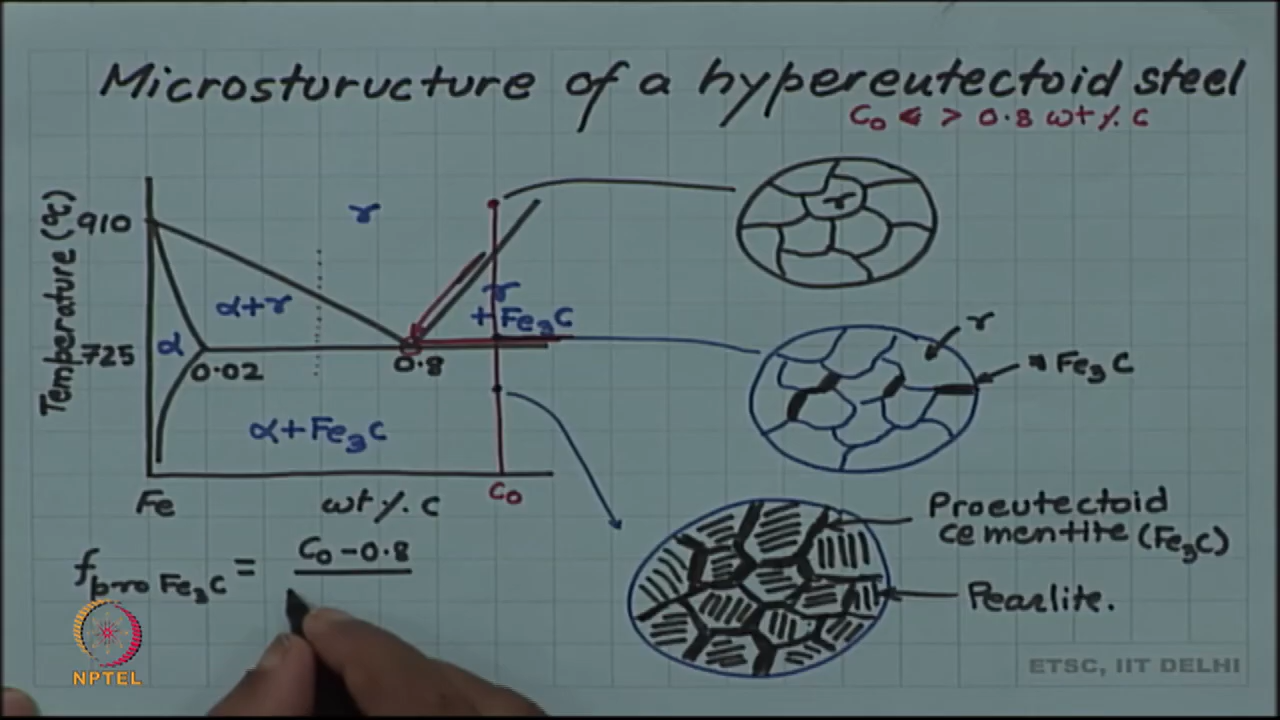 Microsturucture of a hypereutectoid steel
C₀ < > 0.8 wt % C
Temperature (°C)
910
725
γ
α+γ
α
γ
+ Fe₃C
0.02
0.8
α+Fe₃C
Fe
wt % C
C₀
γ
γ
Fe₃C
Proeutectoid
cementite (Fe₃C)
Pearlite.
f pro Fe₃C = C₀ - 0.8
NPTEL
ETSC, IIT DELHI